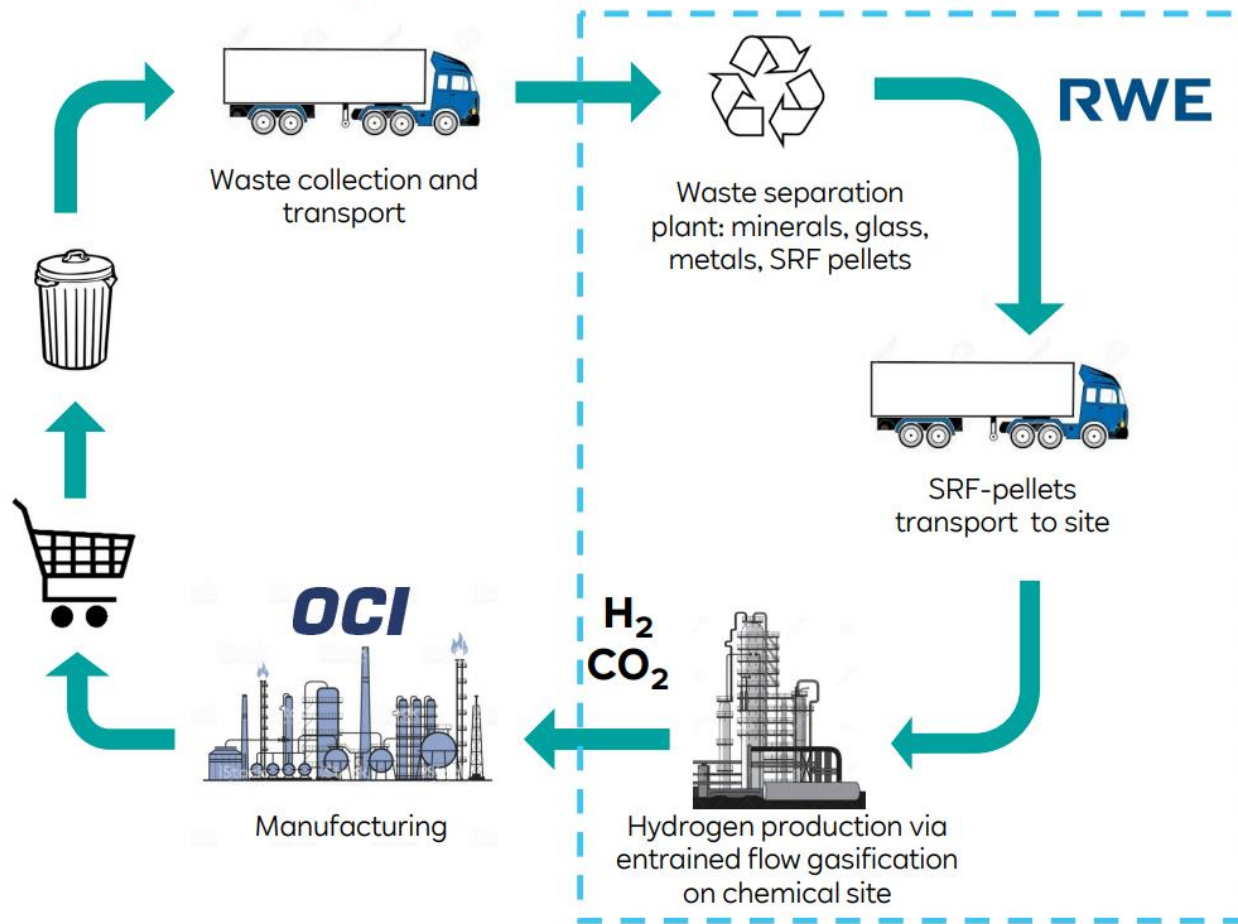 Waste collection and
transport
RWE
Waste separation
plant: minerals, glass,
metals, SRF pellets
SRF-pellets
transport to site
OCI
H₂
CO₂
Manufacturing
Hydrogen production via
entrained flow gasification
on chemical site